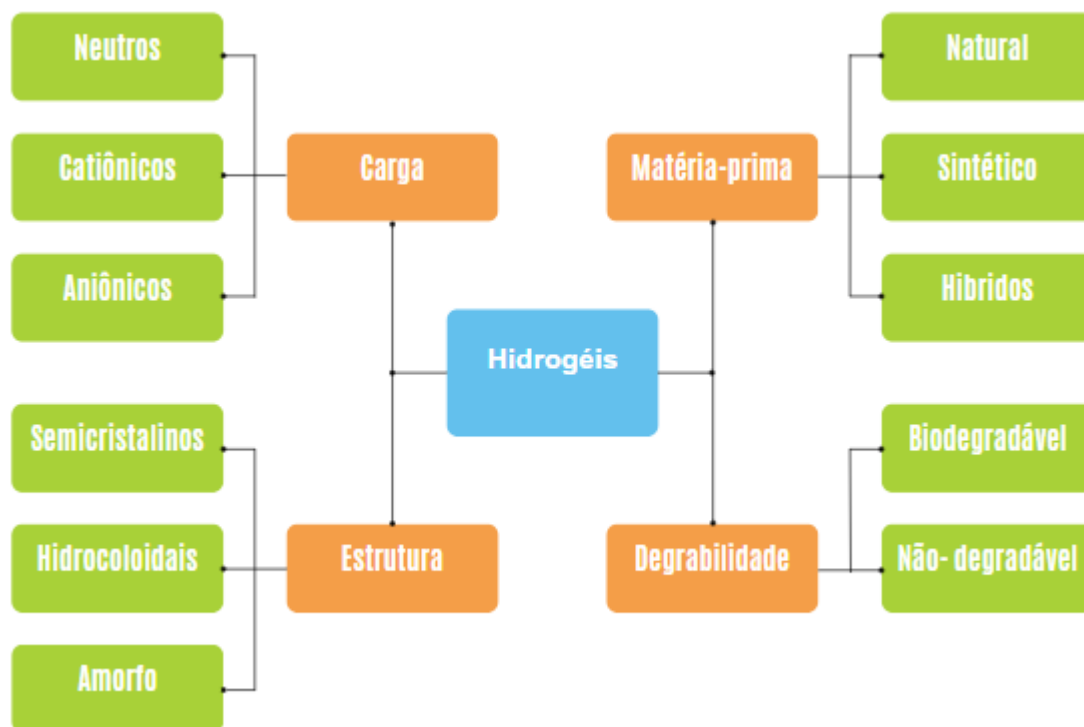 Neutros
Catiônicos
Aniônicos
Carga
Matéria-prima
Natural
Sintético
Hibridos
Hidrogéis
Semicristalinos
Hidrocoloidais
Amorfo
Estrutura
Degrabilidade
Biodegradável
Não- degradável